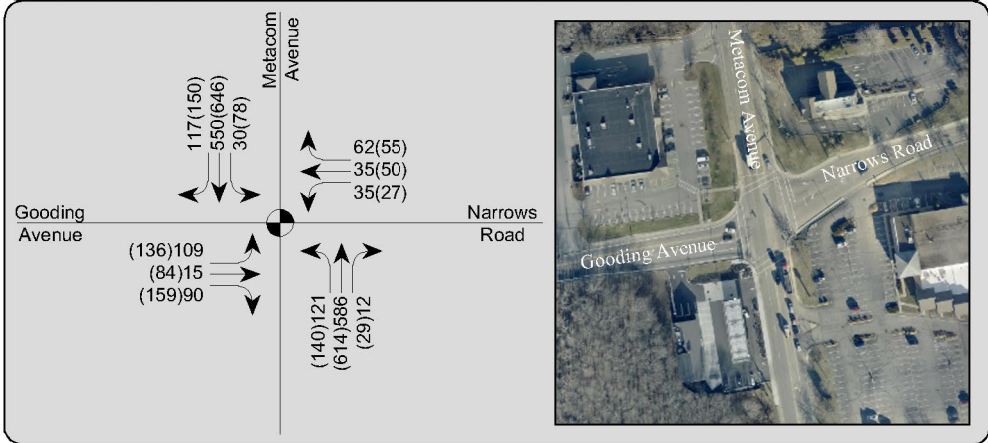 Metacom
Avenue
117(150)
550(646)
30(78)
62(55)
35(50)
35(27)
Gooding
Avenue
Narrows
Road
(136)109
(84)15
(159)90
(140)121
(614)586
(29)12
Metacom Avenue
Narrows Road
Gooding Avenue